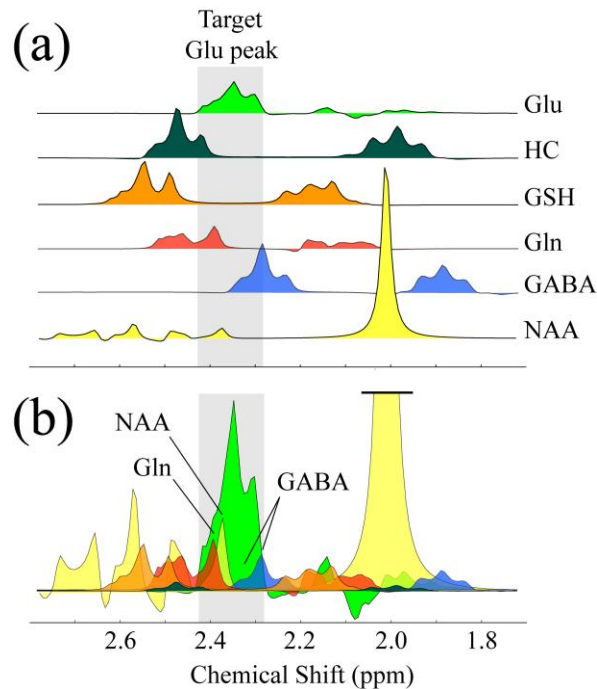 Target
Glu peak
(a)
Glu
HC
GSH
Gln
GABA
NAA
(b)
NAA
Gln
GABA
2.6 2.4 2.2 2.0 1.8
Chemical Shift (ppm)